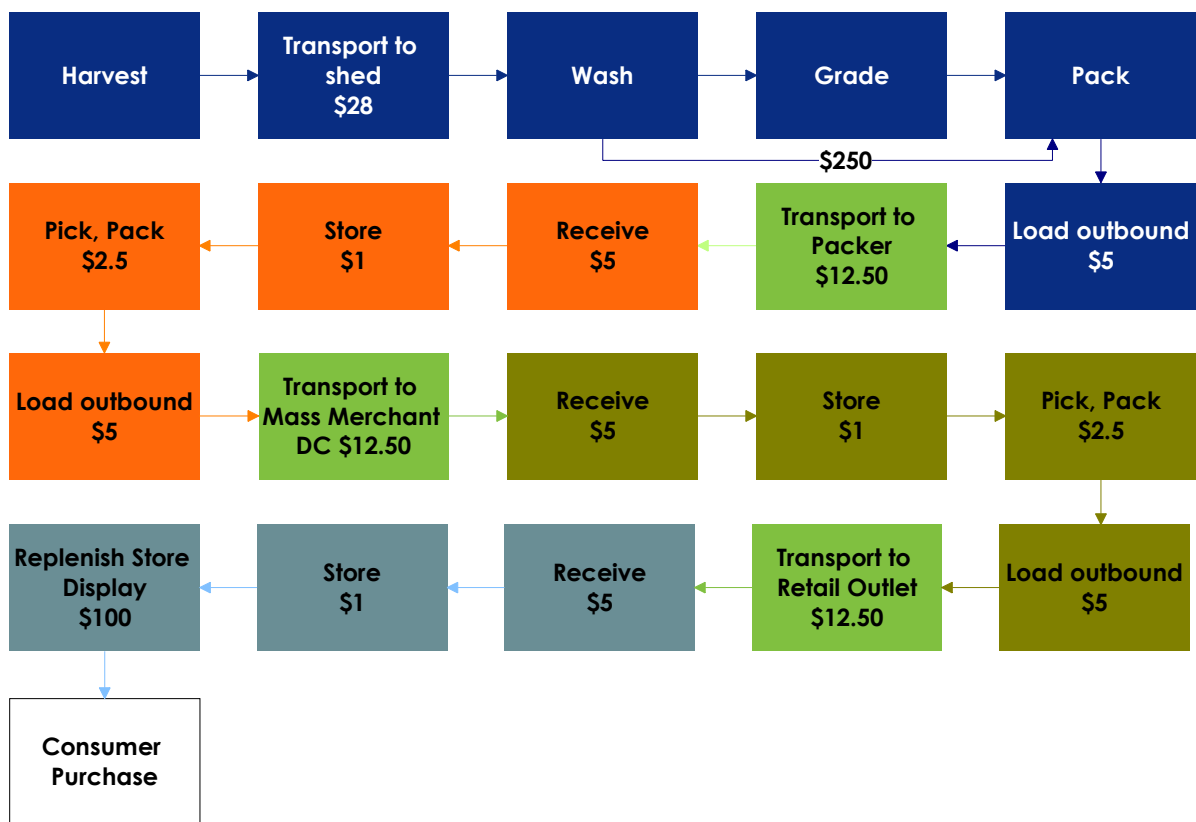 Harvest
Transport to
shed
$28
Wash
Grade
Pack
$250
Pick, Pack
$2.5
Store
$1
Receive
$5
Transport to
Packer
$12.50
Load outbound
$5
Load outbound
$5
Transport to
Mass Merchant
DC $12.50
Receive
$5
Store
$1
Pick, Pack
$2.5
Replenish Store
Display
$100
Store
$1
Receive
$5
Transport to
Retail Outlet
$12.50
Load outbound
$5
Consumer
Purchase